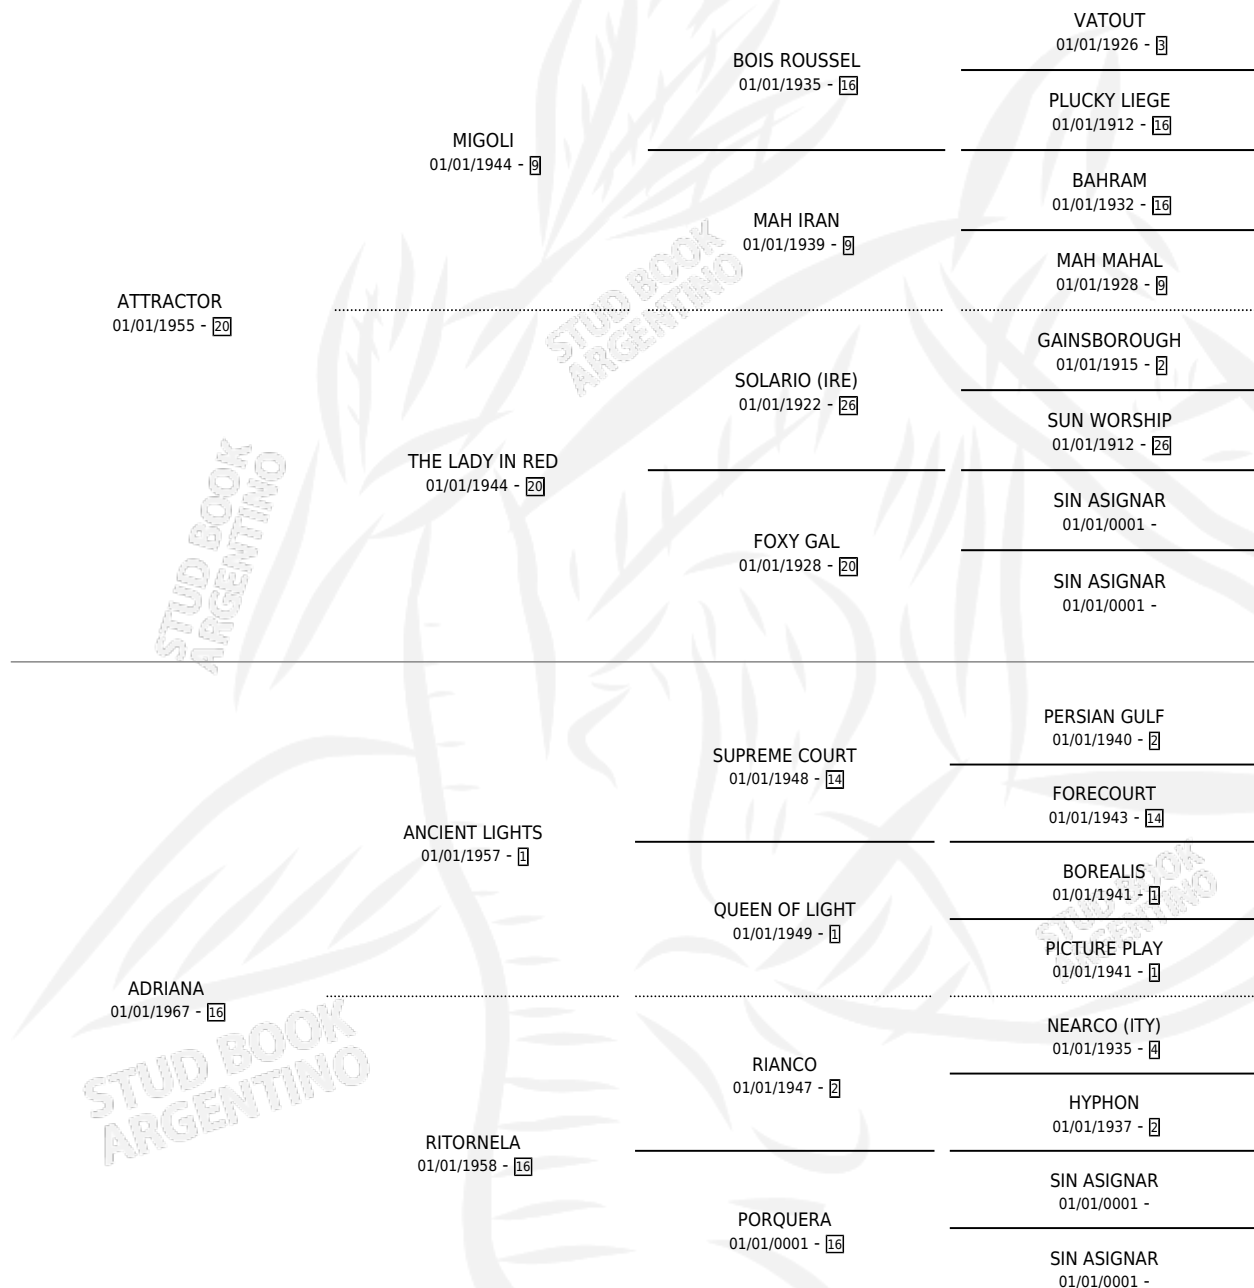 VATOUT
01/01/1926 - 3
BOIS ROUSSEL
01/01/1935 - 16
PLUCKY LIEGE
01/01/1912 - 16
MIGOLI
01/01/1944 - 9
BAHRAM
01/01/1932 - 16
MAH IRAN
01/01/1939 - 9
MAH MAHAL
01/01/1928 - 9
ATTRACTOR
01/01/1955 - 20
GAINSBOROUGH
01/01/1915 - 2
SOLARIO (IRE)
01/01/1922 - 26
SUN WORSHIP
01/01/1912 - 26
THE LADY IN RED
01/01/1944 - 20
SIN ASIGNAR
01/01/0001 -
FOXY GAL
01/01/1928 - 20
SIN ASIGNAR
01/01/0001 -
PERSIAN GULF
01/01/1940 - 2
SUPREME COURT
01/01/1948 - 14
FORECOURT
01/01/1943 - 14
ANCIENT LIGHTS
01/01/1957 - 1
BOREALIS
01/01/1941 - 1
QUEEN OF LIGHT
01/01/1949 - 1
PICTURE PLAY
01/01/1941 - 1
ADRIANA
01/01/1967 - 16
NEARCO (ITY)
01/01/1935 - 4
RIANCO
01/01/1947 - 2
HYPHON
01/01/1937 - 2
RITORNELA
01/01/1958 - 16
SIN ASIGNAR
01/01/0001 -
PORQUERA
01/01/0001 - 16
SIN ASIGNAR
01/01/0001 -
STUD BOOK
ARGENTINO
STUD BOOK
ARGENTINO
STUD BOOK
ARGENTINO
STUD BOOK
ARGENTINO